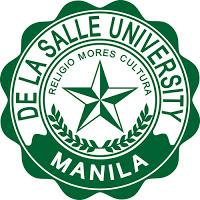 DE LA SALLE UNIVERSITY
RELIGIO MORES CULTURA
MANILA